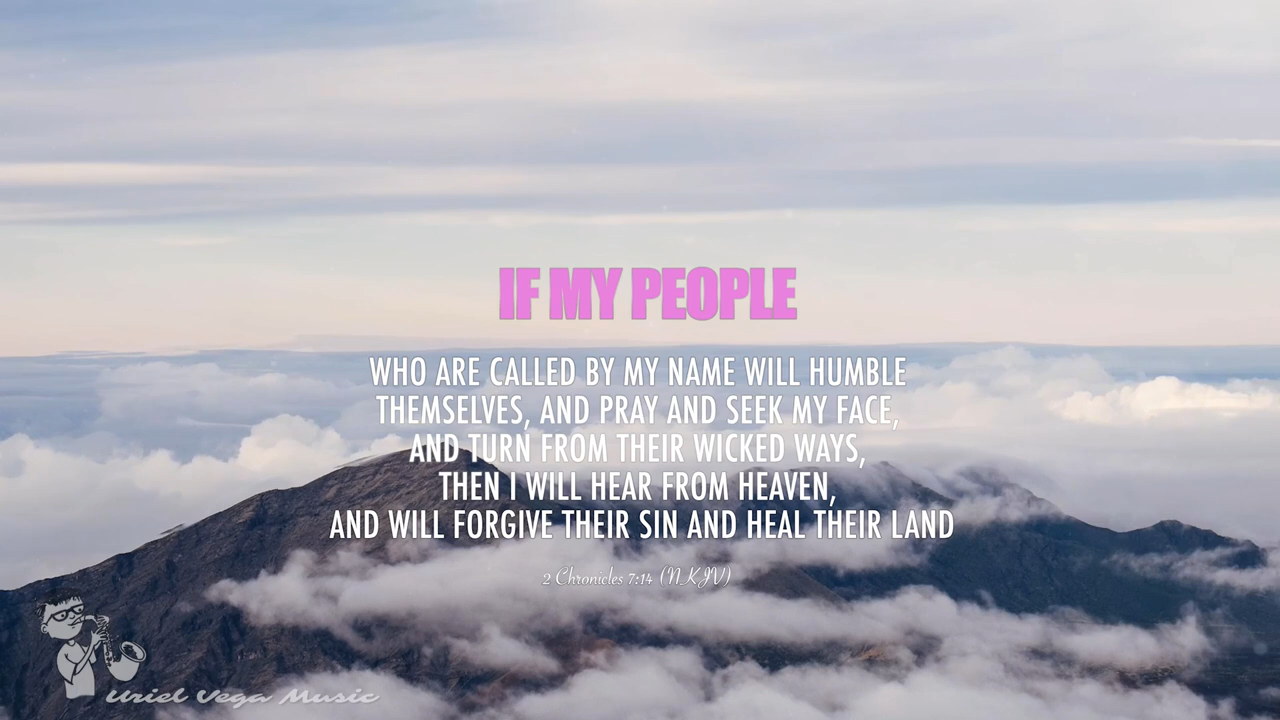 IF MY PEOPLE
WHO ARE CALLED BY MY NAME WILL HUMBLE
THEMSELVES, AND PRAY AND SEEK MY FACE,
AND TURN FROM THEIR WICKED WAYS,
THEN I WILL HEAR FROM HEAVEN,
AND WILL FORGIVE THEIR SIN AND HEAL THEIR LAND
2 Chronicles 7:14 (NKJV)
Uriel Vega Music